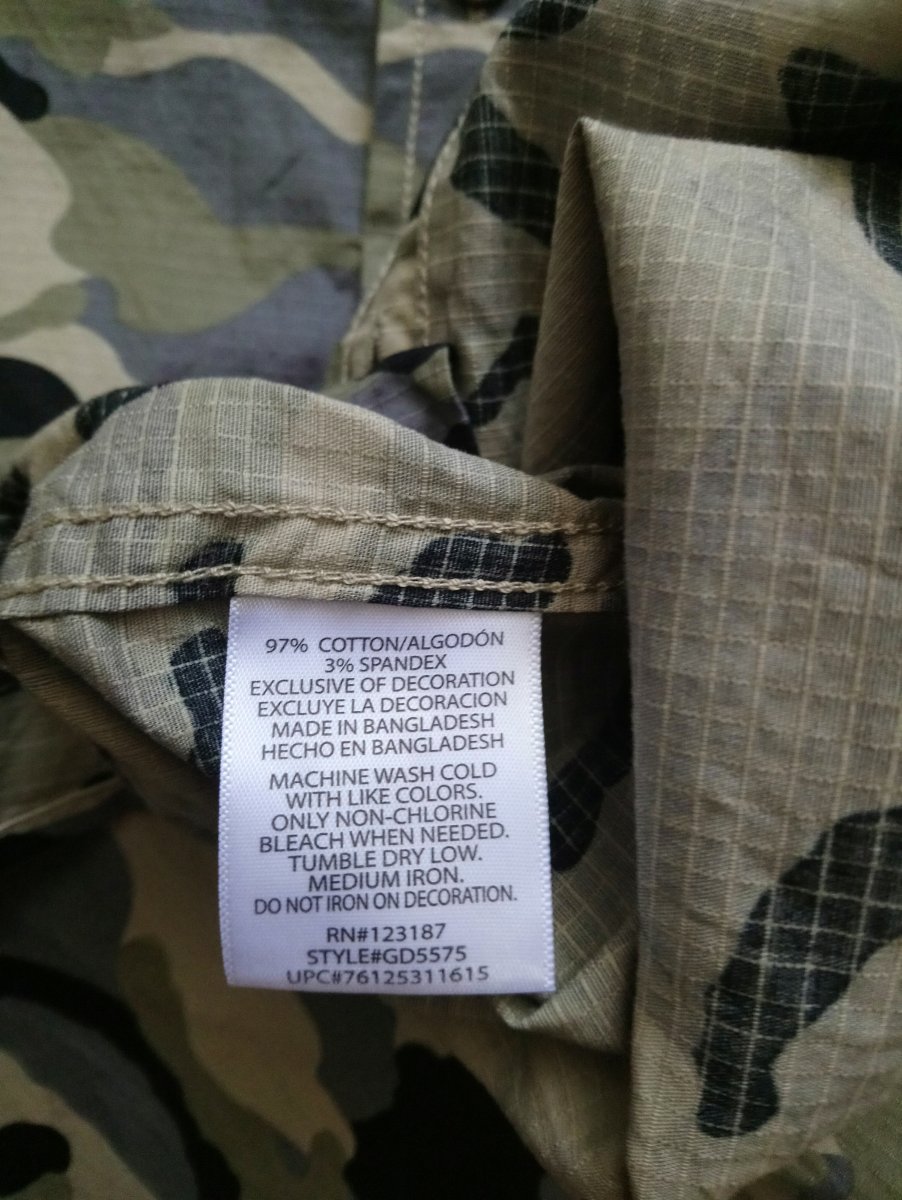 97% COTTON/ALGODÓN
3% SPANDEX
EXCLUSIVE OF DECORATION
EXCLUYE LA DECORACION
MADE IN BANGLADESH
HECHO EN BANGLADESH
MACHINE WASH COLD
WITH LIKE COLORS.
ONLY NON-CHLORINE
BLEACH WHEN NEEDED.
TUMBLE DRY LOW.
MEDIUM IRON.
DO NOT IRON ON DECORATION.
RN#123187
STYLE#GD5575
UPC#76125311615